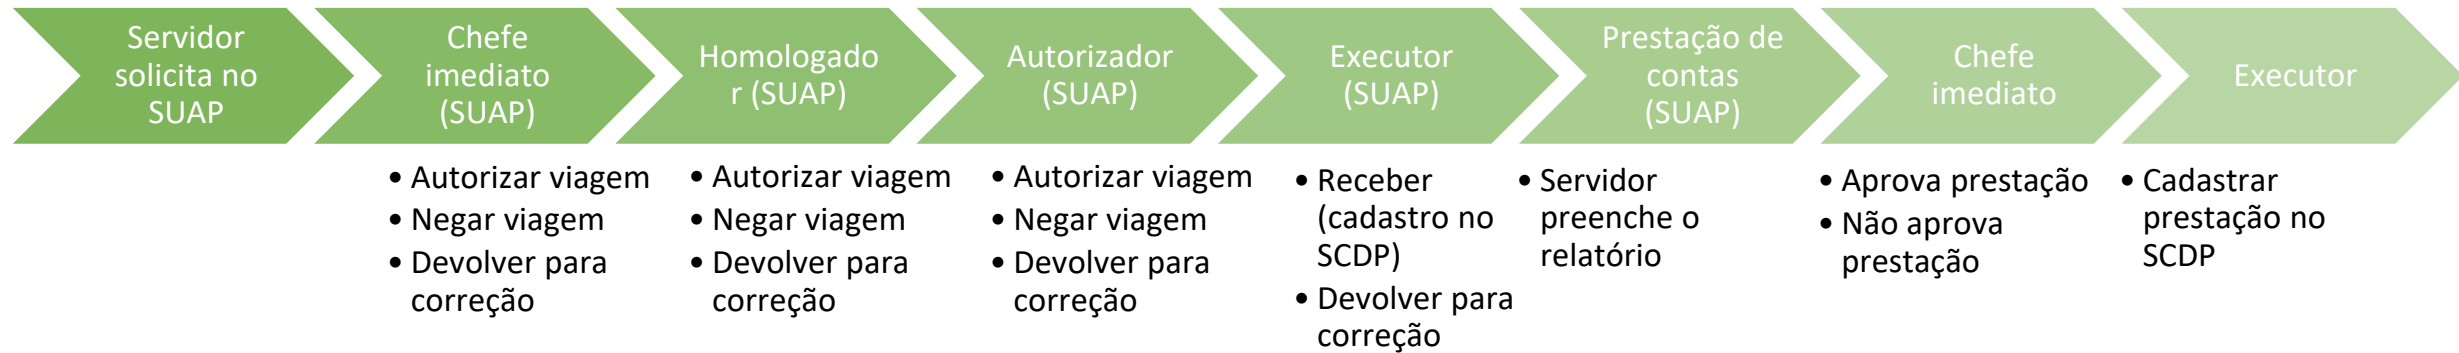 Servidor
solicita no
SUAP
Chefe
imediato
(SUAP)
Homologado
r (SUAP)
Autorizador
(SUAP)
Executor
(SUAP)
Prestação de
contas
(SUAP)
Chefe
imediato
Executor
• Autorizar viagem
• Negar viagem
• Devolver para
correção
• Autorizar viagem
• Negar viagem
• Devolver para
correção
• Autorizar viagem
• Negar viagem
• Devolver para
correção
• Receber
(cadastro no
SCDP)
• Devolver para
correção
• Servidor
preenche o
relatório
• Aprova prestação
• Não aprova
prestação
• Cadastrar
prestação no
SCDP